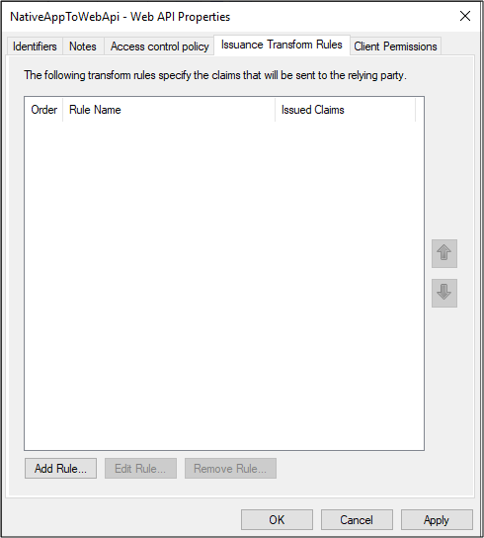 NativeAppToWebApi - Web API Properties
Identifiers Notes Access control policy Issuance Transform Rules Client Permissions
The following transform rules specify the claims that will be sent to the relying party.
Order Rule Name Issued Claims
Add Rule... Edit Rule... Remove Rule...
OK Cancel Apply